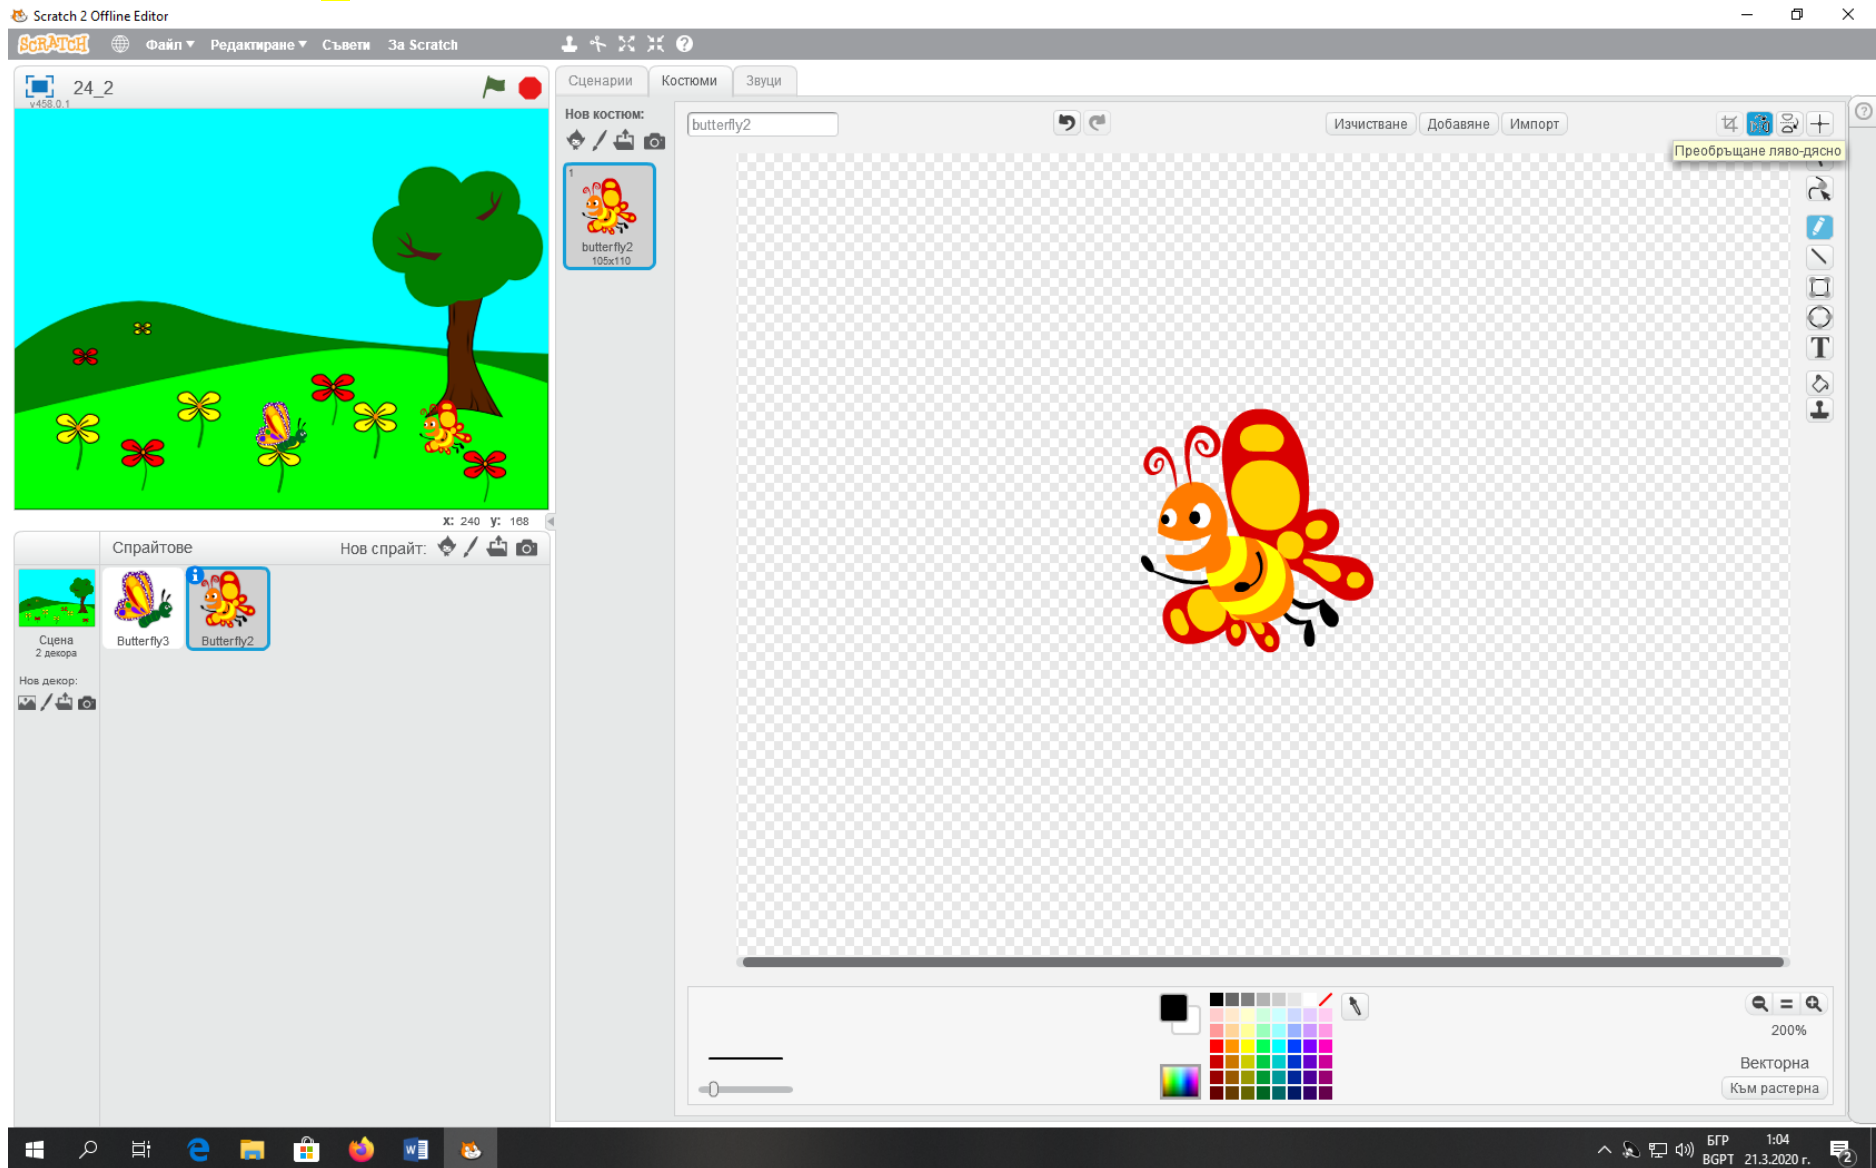 Scratch 2 Offline Editor
SCRATCH Файл Редактиране Съвети За Scratch
24_2
v458.0.1
Сценарии Костюми Звуци
Нов костюм:
butterfly2
Изчистване Добавяне Импорт
Преобръщане ляво-дясно
1
butterfly2
105x110
T
x: 240 y: 168
Спрайтове Нов спрайт:
Сцена
2 декора
Butterfly3
Butterfly2
Нов декор:
200%
Векторна
Към растерна
БГР
BGPT
1:04
21.3.2020 г.
2